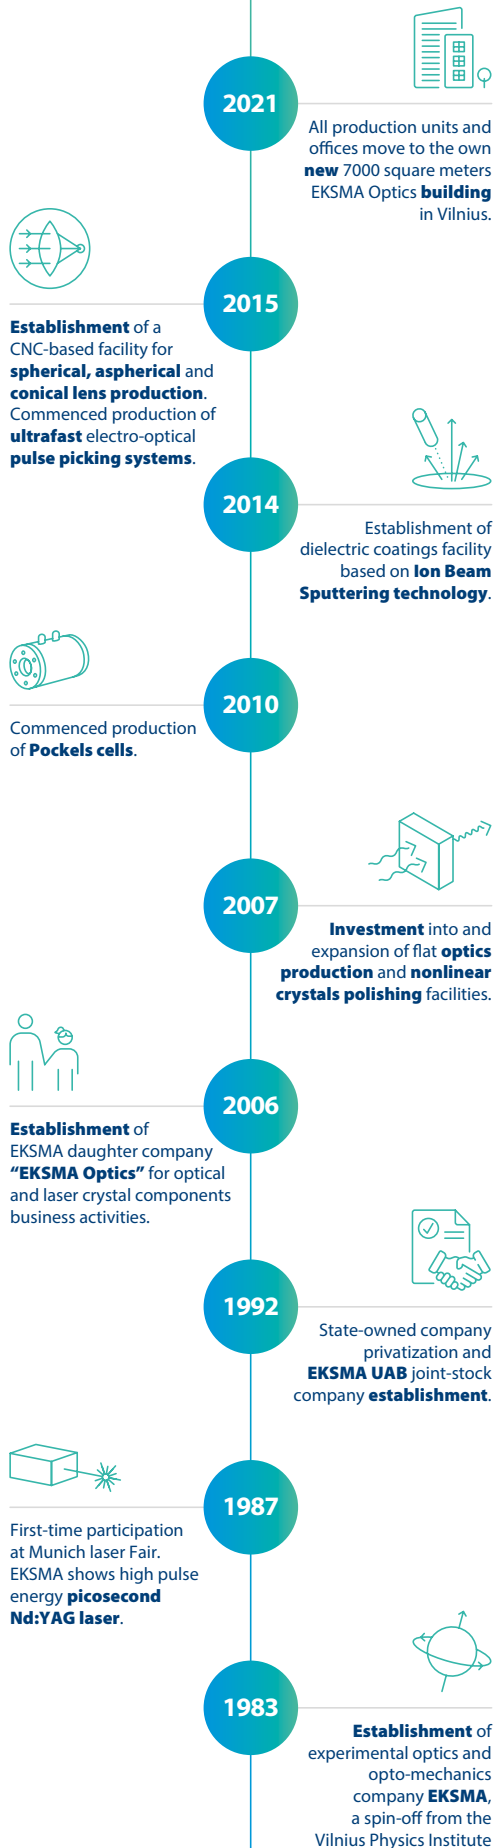 2021
All production units and
offices move to the own
new 7000 square meters
EKSMA Optics building
in Vilnius.
2015
Establishment of a
CNC-based facility for
spherical, aspherical and
conical lens production.
Commenced production of
ultrafast electro-optical
pulse picking systems.
2014
Establishment of
dielectric coatings facility
based on Ion Beam
Sputtering technology.
2010
Commenced production
of Pockels cells.
2007
Investment into and
expansion of flat optics
production and nonlinear
crystals polishing facilities.
2006
Establishment of
EKSMA daughter company
“EKSMA Optics” for optical
and laser crystal components
business activities.
1992
State-owned company
privatization and
EKSMA UAB joint-stock
company establishment.
1987
First-time participation
at Munich laser Fair.
EKSMA shows high pulse
energy picosecond
Nd:YAG laser.
1983
Establishment of
experimental optics and
opto-mechanics
company EKSMA,
a spin-off from the
Vilnius Physics Institute